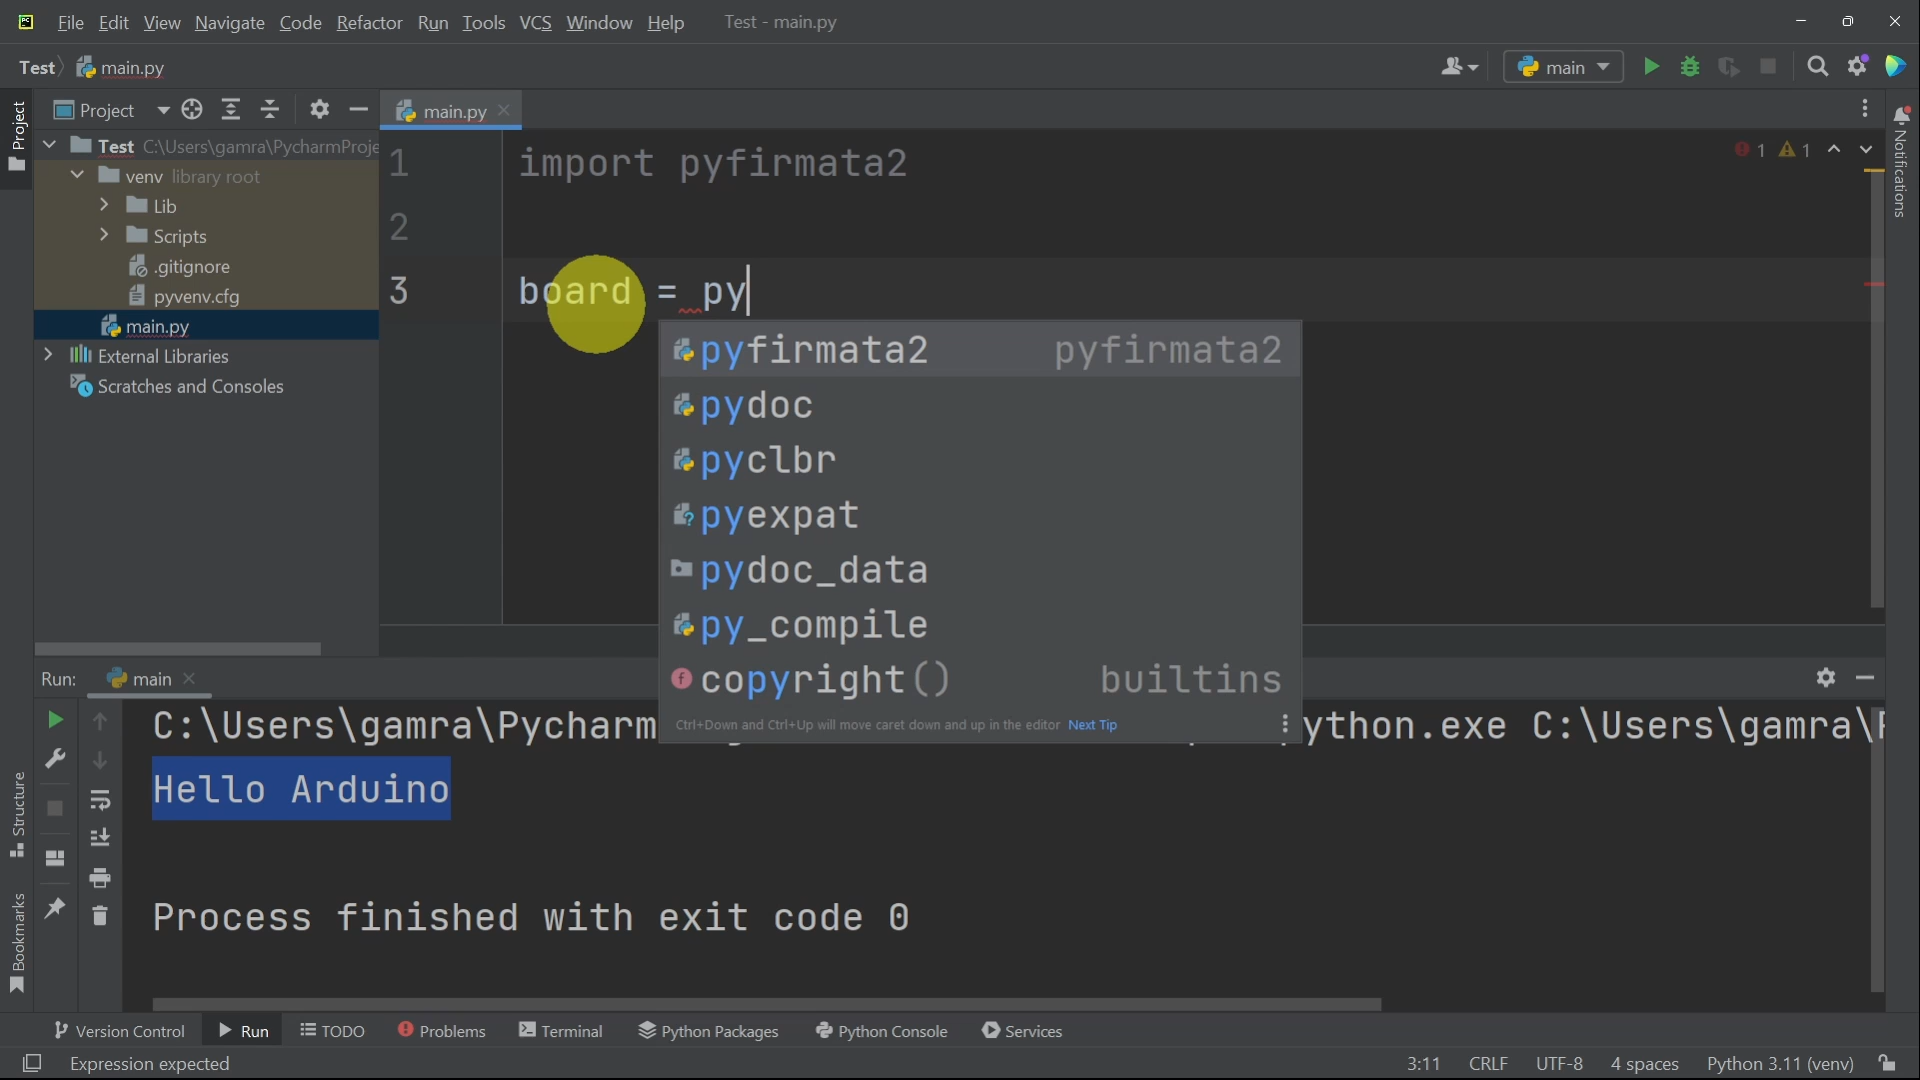 File Edit View Navigate Code Refactor Run Tools VCS Window Help Test - main.py
Test main.py main
Project main.py
Project
Test C:\Users\gamra\PycharmProje
venv library root
Lib
Scripts
.gitignore
pyvenv.cfg
main.py
External Libraries
Scratches and Consoles
1 import pyfirmata2
2
3 board = py
1 1
Notifications
pyfirmata2 pyfirmata2
pydoc
pyclbr
pyexpat
pydoc_data
py_compile
copyright() builtins
Ctrl+Down and Ctrl+Up will move caret down and up in the editor Next Tip
Run: main
C:\Users\gamra\Pycharm ython.exe C:\Users\gamra\
Hello Arduino
Process finished with exit code 0
Structure
Bookmarks
Version Control Run TODO Problems Terminal Python Packages Python Console Services
Expression expected 3:11 CRLF UTF-8 4 spaces Python 3.11 (venv)